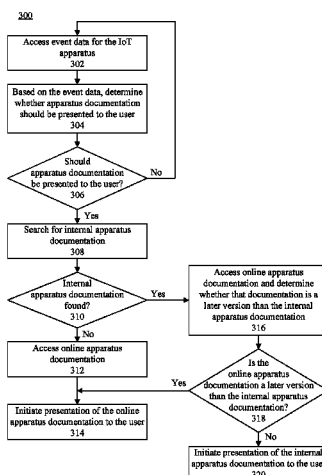 300
Access event data for the IoT
apparatus
302
Based on the event data, determine
whether apparatus documentation
should be presented to the user
304
Should
apparatus documentation
be presented to the user?
306
No
Yes
Search for internal apparatus
documentation
308
Internal
apparatus documentation
found?
310
Yes
No
Access online apparatus
documentation
312
Initiate presentation of the online
apparatus documentation to the user
314
Access online apparatus
documentation and determine
whether that documentation is a
later version than the internal
apparatus documentation
316
Is the
online apparatus
documentation a later version
than the internal apparatus
documentation?
318
Yes
No
Initiate presentation of the internal
apparatus documentation to the user
320